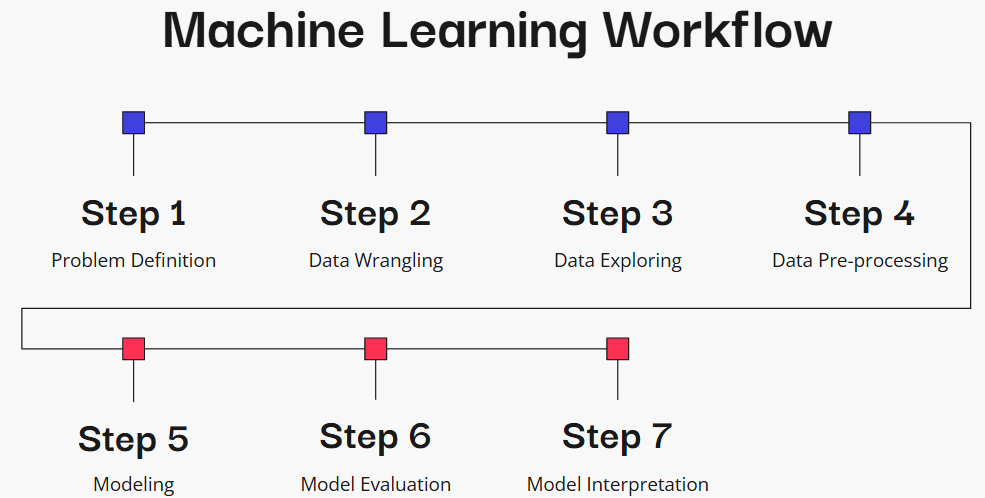 Machine Learning Workflow
Step 1
Problem Definition
Step 2
Data Wrangling
Step 3
Data Exploring
Step 4
Data Pre-processing
Step 5
Modeling
Step 6
Model Evaluation
Step 7
Model Interpretation